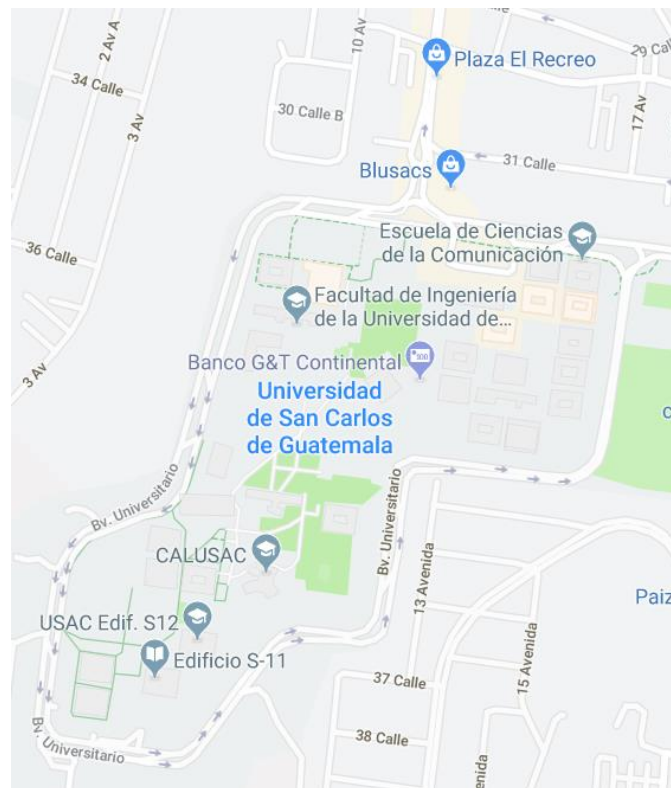 Plaza El Recreo
29 Cal
2 Av A
10 Av
34 Calle
30 Calle B
17 Av
3 Av
31 Calle
Blusacs
Escuela de Ciencias
de la Comunicación
36 Calle
Facultad de Ingeniería
de la Universidad de...
Banco G&T Continental
3 Av
Universidad
de San Carlos
de Guatemala
Bv. Universitario
Bv. Universitario
CALUSAC
13 Avenida
Paiz
USAC Edif. S12
Edificio S-11
15 Avenida
37 Calle
Bv. Universitario
38 Calle
enida